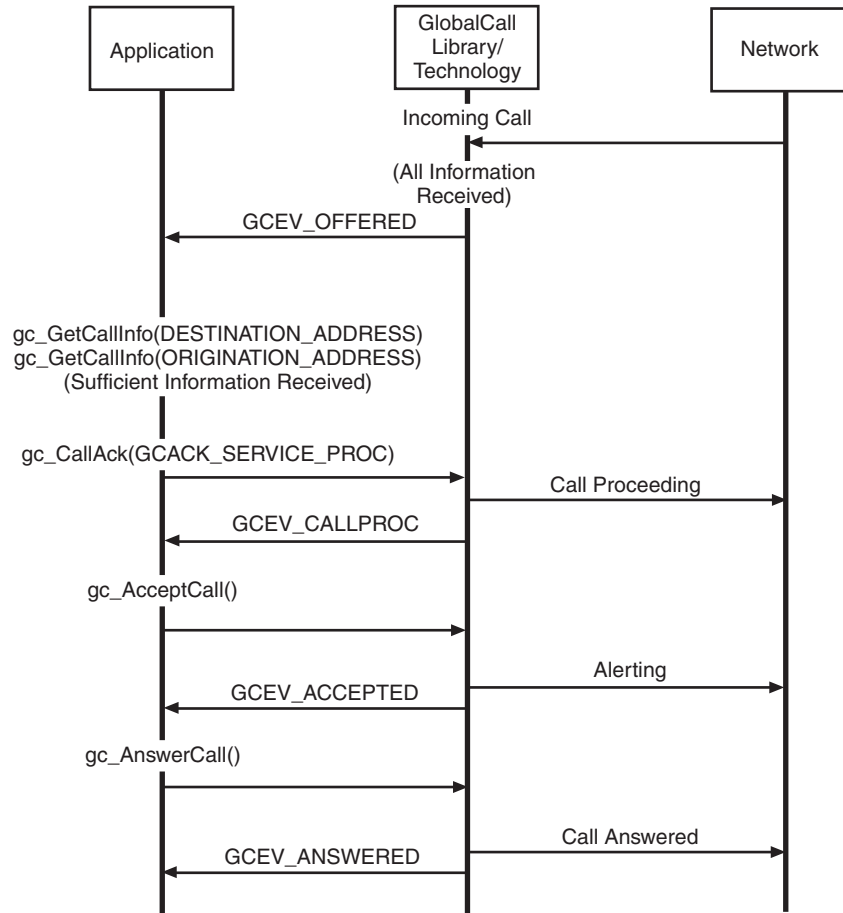 Application
GlobalCall
Library/
Technology
Network
Incoming Call
(All Information
Received)
GCEV_OFFERED
gc_GetCallInfo(DESTINATION_ADDRESS)
gc_GetCallInfo(ORIGINATION_ADDRESS)
(Sufficient Information Received)
gc_CallAck(GCACK_SERVICE_PROC)
Call Proceeding
GCEV_CALLPROC
gc_AcceptCall()
Alerting
GCEV_ACCEPTED
gc_AnswerCall()
Call Answered
GCEV_ANSWERED